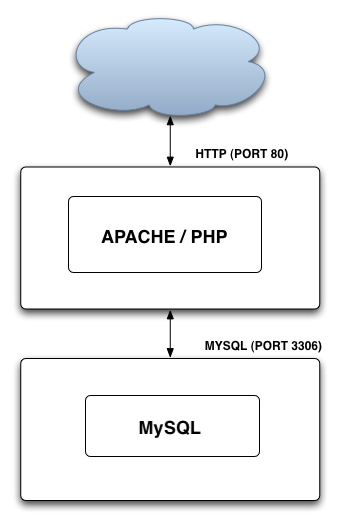 HTTP (PORT 80)
APACHE / PHP
MYSQL (PORT 3306)
MySQL